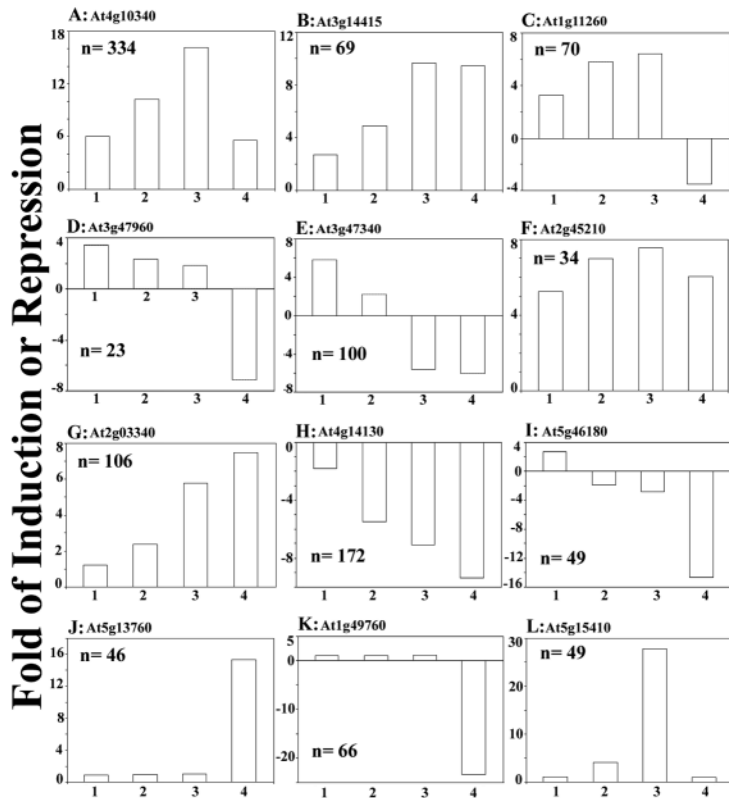 Fold of Induction or Repression
A: At4g10340
n= 334
18
12
6
0
1 2 3 4
B: At3g14415
n= 69
12
8
4
0
1 2 3 4
C: At1g11260
n= 70
8
4
0
-4
1 2 3 4
D: At3g47960
4
0
-4
-8
1 2 3
n= 23
4
E: At3g47340
8
4
0
-4
-8
n= 100
1 2 3 4
F: At2g45210
n= 34
8
4
0
1 2 3 4
G: At2g03340
n= 106
8
6
4
2
0
1 2 3 4
H: At4g14130
0
-4
-8
n= 172
1 2 3 4
I: At5g46180
4
0
-4
-8
-12
-16
n= 49
1 2 3 4
J: At5g13760
n= 46
16
12
8
4
0
1 2 3 4
K: At1g49760
5
0
-10
-20
n= 66
1 2 3 4
L: At5g15410
n= 49
30
20
10
0
1 2 3 4